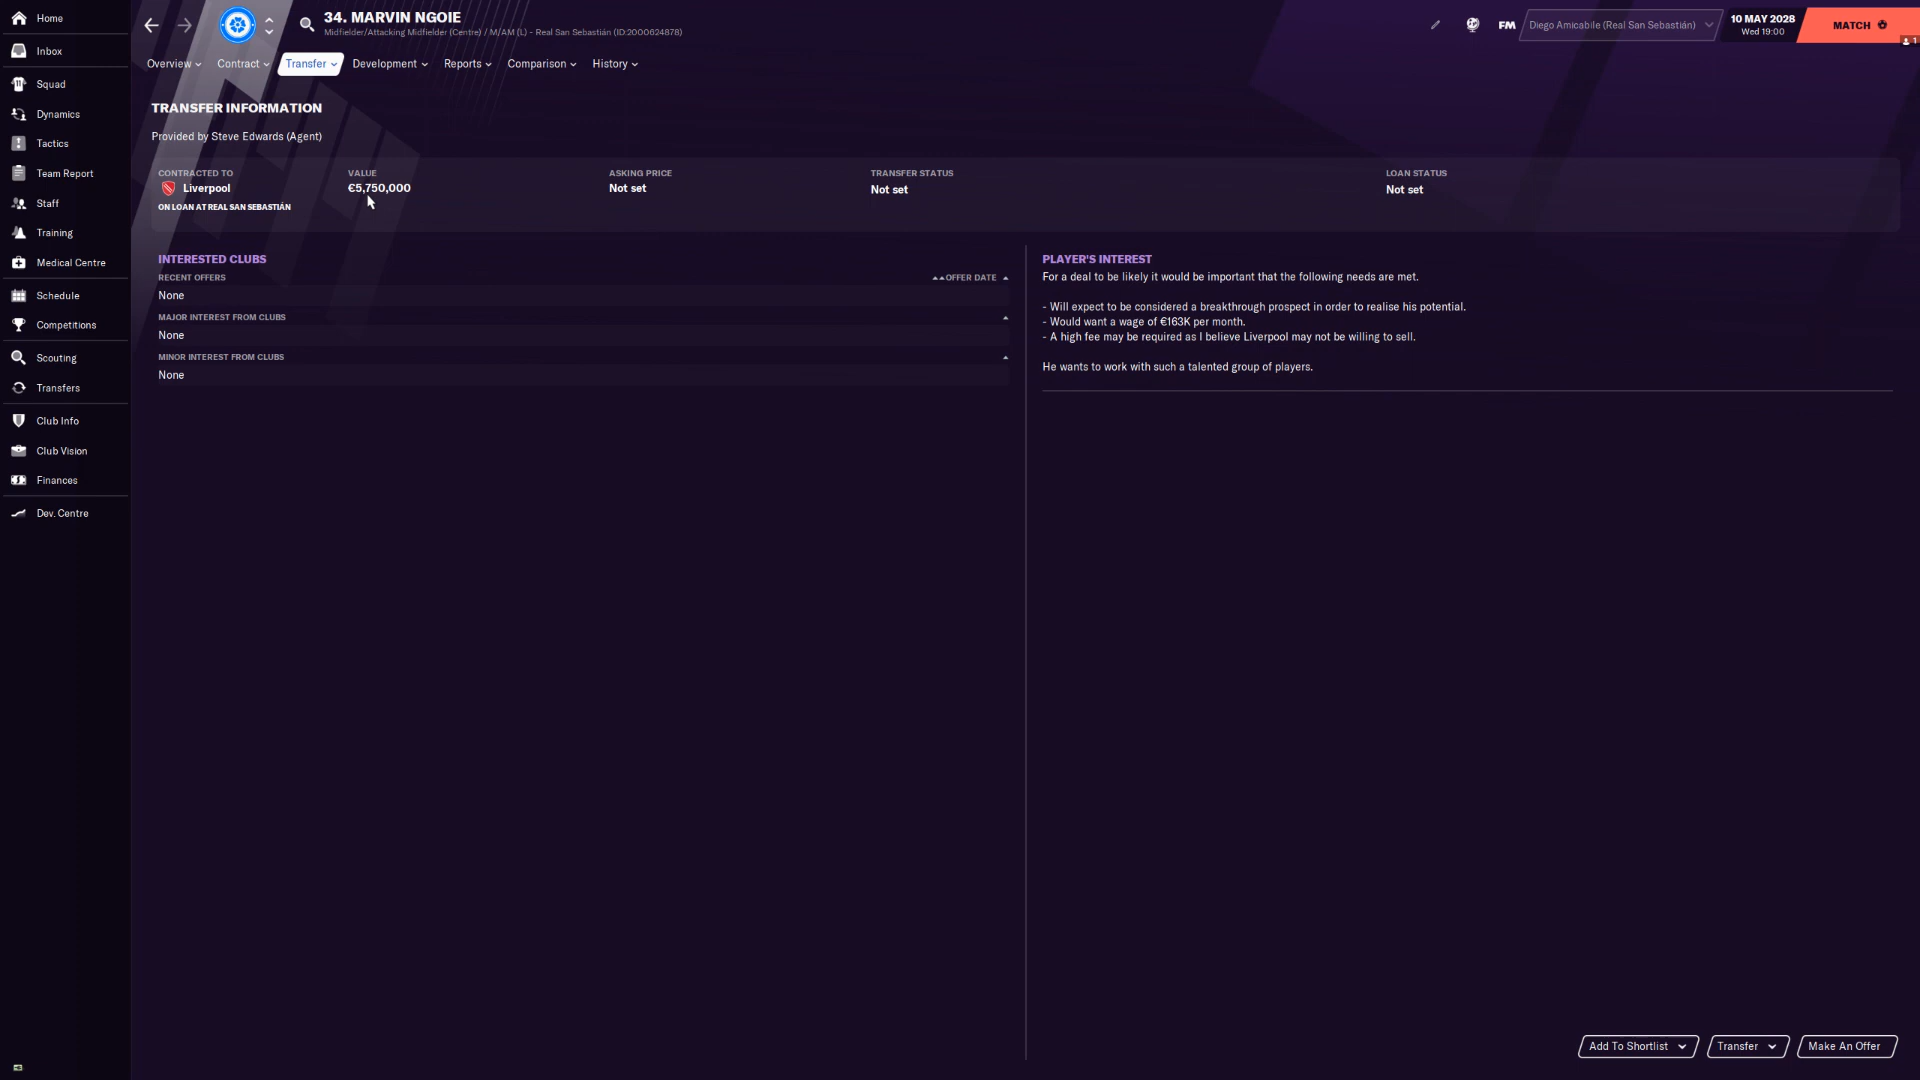 Home
Inbox
Squad
Dynamics
Tactics
Team Report
Staff
Training
Medical Centre
Schedule
Competitions
Scouting
Transfers
Club Info
Club Vision
Finances
Dev. Centre
34. MARVIN NGOIE
Midfielder/Attacking Midfielder (Centre) / M/AM (L) - Real San Sebastián (ID:2000624878)
FM
Diego Amicabile (Real San Sebastián)
10 MAY 2028
Wed 19:00
MATCH
1
Overview Contract Transfer Development Reports Comparison History
TRANSFER INFORMATION
Provided by Steve Edwards (Agent)
CONTRACTED TO VALUE ASKING PRICE TRANSFER STATUS LOAN STATUS
Liverpool €5,750,000 Not set Not set Not set
ON LOAN AT REAL SAN SEBASTIÁN
INTERESTED CLUBS
RECENT OFFERS OFFER DATE
None
MAJOR INTEREST FROM CLUBS
None
MINOR INTEREST FROM CLUBS
None
PLAYER'S INTEREST
For a deal to be likely it would be important that the following needs are met.
- Will expect to be considered a breakthrough prospect in order to realise his potential.
- Would want a wage of €163K per month.
- A high fee may be required as I believe Liverpool may not be willing to sell.
He wants to work with such a talented group of players.
Add To Shortlist Transfer Make An Offer